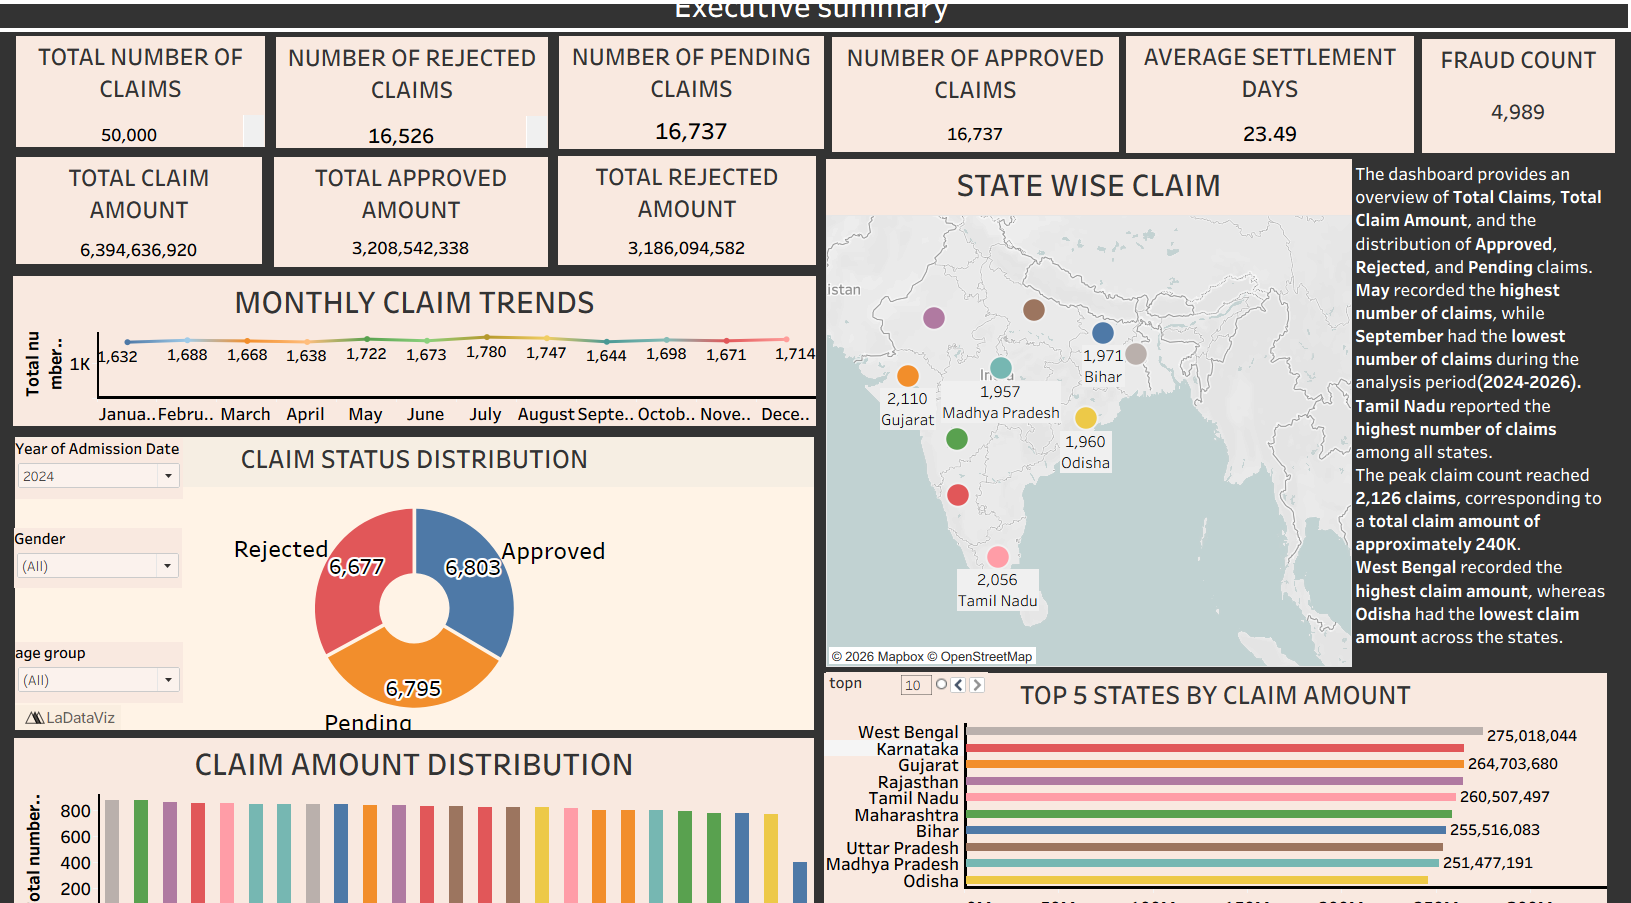 Executive summary
TOTAL NUMBER OF
CLAIMS
50,000
NUMBER OF REJECTED
CLAIMS
16,526
NUMBER OF PENDING
CLAIMS
16,737
NUMBER OF APPROVED
CLAIMS
16,737
AVERAGE SETTLEMENT
DAYS
23.49
FRAUD COUNT
4,989
TOTAL CLAIM
AMOUNT
6,394,636,920
TOTAL APPROVED
AMOUNT
3,208,542,338
TOTAL REJECTED
AMOUNT
3,186,094,582
MONTHLY CLAIM TRENDS
Total nu
mber..
1K
1,632
1,688
1,668
1,638
1,722
1,673
1,780
1,747
1,644
1,698
1,671
1,714
Janua..
Febru..
March
April
May
June
July
August
Septe..
Octob..
Nove..
Dece..
STATE WISE CLAIM
istan
1,971
Bihar
2,110
Gujarat
1,957
Madhya Pradesh
1,960
Odisha
2,056
Tamil Nadu
© 2026 Mapbox © OpenStreetMap
The dashboard provides an
overview of Total Claims, Total
Claim Amount, and the
distribution of Approved,
Rejected, and Pending claims.
May recorded the highest
number of claims, while
September had the lowest
number of claims during the
analysis period(2024-2026).
Tamil Nadu reported the
highest number of claims
among all states.
The peak claim count reached
2,126 claims, corresponding to
a total claim amount of
approximately 240K.
West Bengal recorded the
highest claim amount, whereas
Odisha had the lowest claim
amount across the states.
Year of Admission Date
2024
Gender
(All)
age group
(All)
LaDataViz
CLAIM STATUS DISTRIBUTION
Rejected
6,677
6,803
Approved
6,795
Pending
CLAIM AMOUNT DISTRIBUTION
otal number..
800
600
400
200
topn
10
TOP 5 STATES BY CLAIM AMOUNT
West Bengal
275,018,044
Karnataka
Gujarat
264,703,680
Rajasthan
Tamil Nadu
260,507,497
Maharashtra
Bihar
255,516,083
Uttar Pradesh
Madhya Pradesh
251,477,191
Odisha